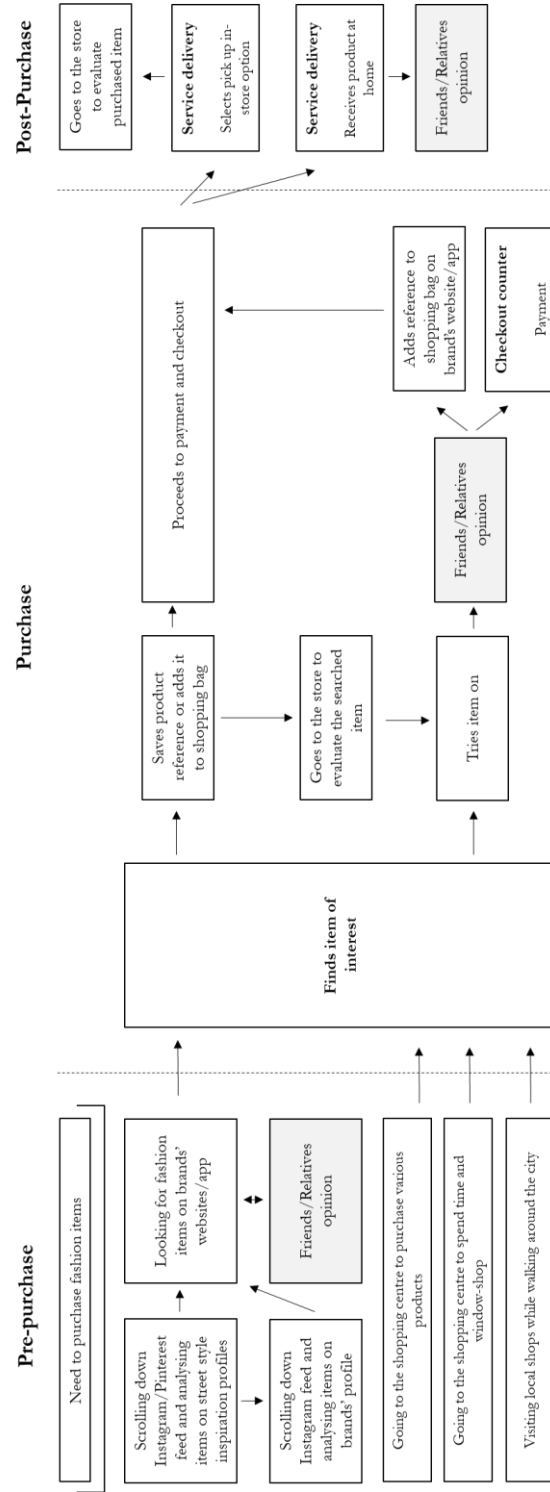 Pre-purchase
Need to purchase fashion items
Scrolling down
Instagram/Pinterest
feed and analysing
items on street style
inspiration profiles
Looking for fashion
items on brands'
websites/app
Scrolling down
Instagram feed and
analysing items on
brands' profile
Friends/Relatives
opinion
Going to the shopping centre to purchase various
products
Going to the shopping centre to spend time and
window-shop
Visiting local shops while walking around the city
Purchase
Finds item of
interest
Saves product
reference or adds it
to shopping bag
Goes to the store to
evaluate the searched
item
Tries item on
Proceeds to payment and checkout
Friends/Relatives
opinion
Adds reference to
shopping bag on
brand's website/app
Checkout counter
Payment
Post-Purchase
Goes to the store
to evaluate
purchased item
Service delivery
Selects pick up in-
store option
Service delivery
Receives product at
home
Friends/Relatives
opinion